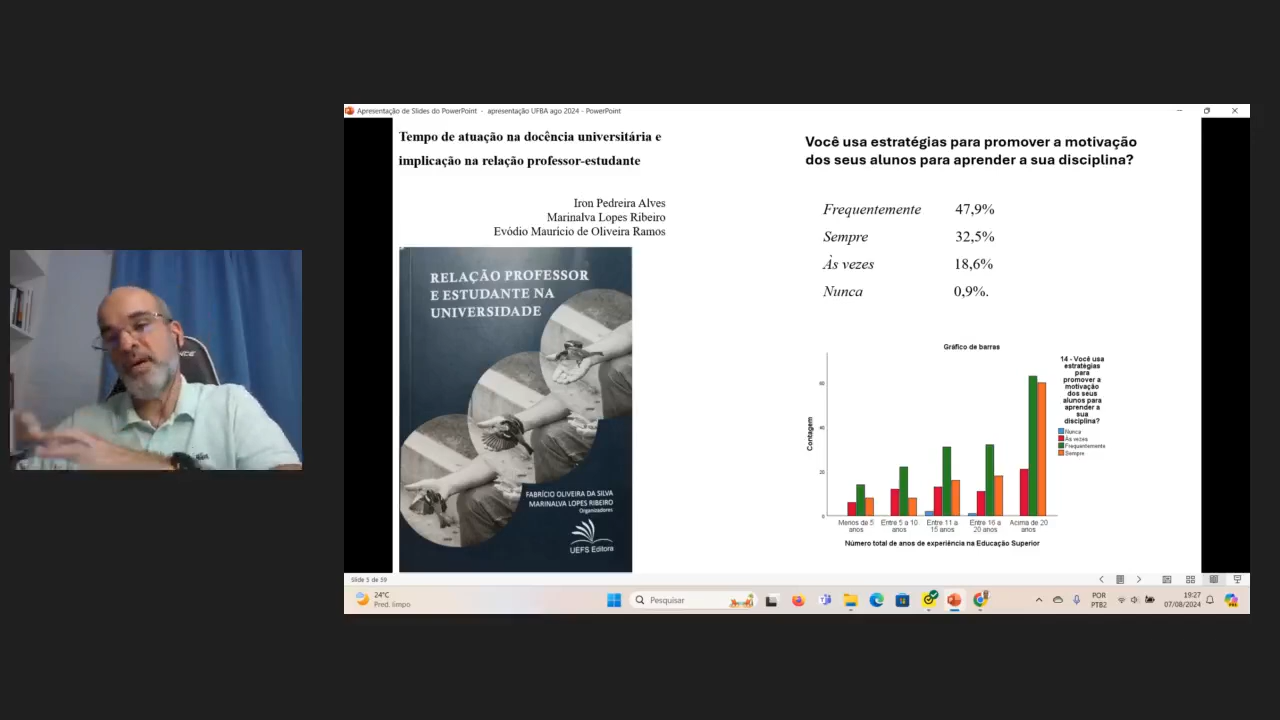 Apresentação de Slides do PowerPoint - apresentação UFBA ago 2024 - PowerPoint
Tempo de atuação na docência universitária e
implicação na relação professor-estudante
Iron Pedreira Alves
Marinalva Lopes Ribeiro
Evódio Mauricio de Oliveira Ramos
RELAÇÃO PROFESSOR
E ESTUDANTE NA
UNIVERSIDADE
FABRÍCIO OLIVEIRA DA SILVA
MARINALVA LOPES RIBEIRO
Organizadores
UEFS Editora
Você usa estratégias para promover a motivação
dos seus alunos para aprender a sua disciplina?
Frequentemente 47,9%
Sempre 32,5%
Às vezes 18,6%
Nunca 0,9%.
Gráfico de barras
Contagem
60
40
20
0
Menos de 5
anos
Entre 5 a 10
anos
Entre 11 a
15 anos
Entre 16 a
20 anos
Acima de 20
anos
Número total de anos de experiência na Educação Superior
14 - Você usa
estratégias
para
promover a
motivação
dos seus
alunos para
aprender a
sua
disciplina?
Nunca
Às vezes
Frequentemente
Sempre
Slide 5 de 59
24°C
Pred. limpo
Pesquisar
POR
PTB2
19:27
07/08/2024